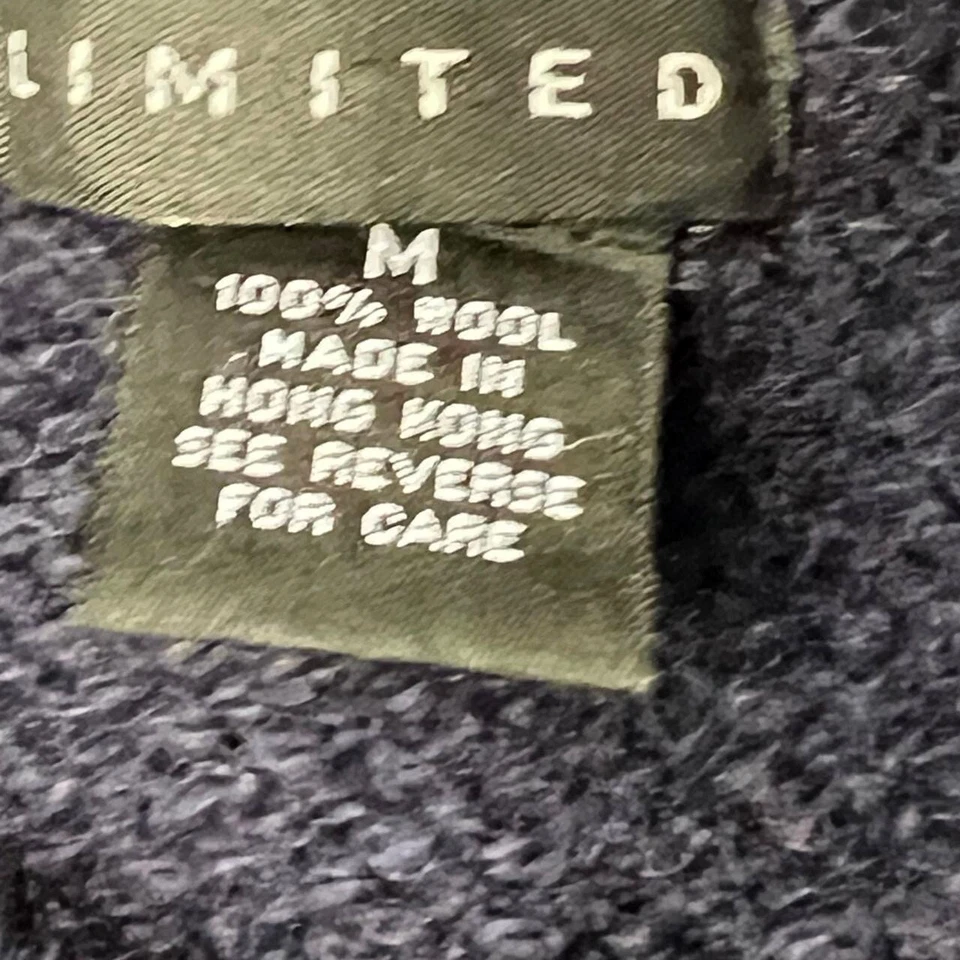 LIMITED
M
100% WOOL
MADE IN
HONG KONG
SEE REVERSE
FOR CARE